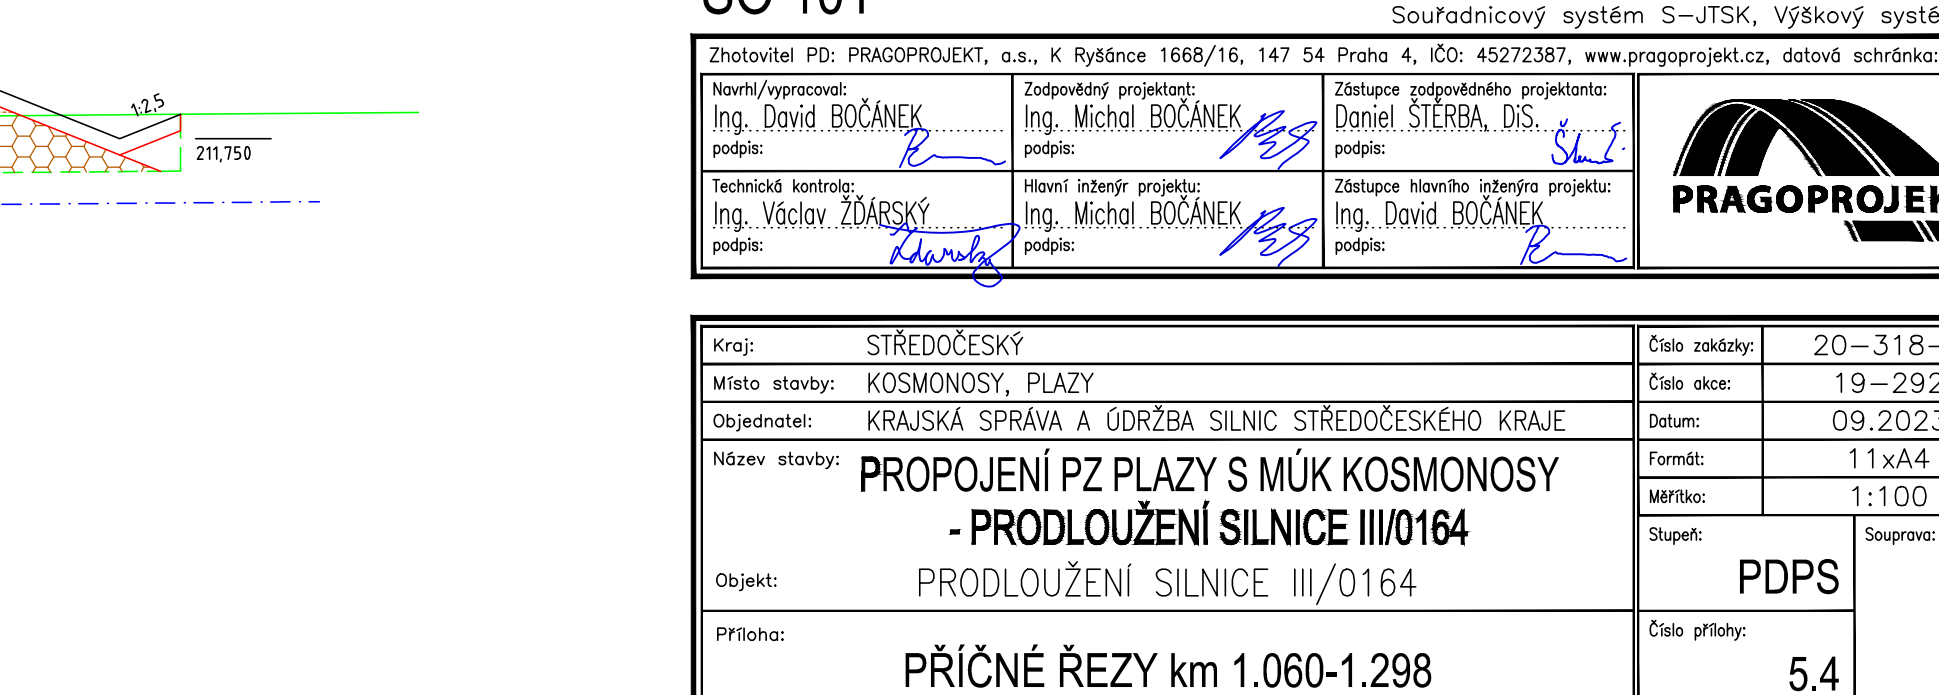 SO 101
Souřadnicový systém S-JTSK, Výškový
Zhotovitel PD: PRAGOPROJEKT, a.s., K Ryšánce 1668/16, 147 54 Praha 4, IČO: 45272387, www.pragoprojekt.cz, datová schránka:
Navrhl/vypracoval:
Ing. David BOČÁNEK
podpis:
Zodpovědný projektant:
Ing. Michal BOČÁNEK
podpis:
Zástupce zodpovědného projektanta:
Daniel ŠTĚRBA, DiS.
podpis:
Technická kontrola:
Ing. Václav ŽĎÁRSKÝ
podpis:
Hlavní inženýr projektu:
Ing. Michal BOČÁNEK
podpis:
Zástupce hlavního inženýra projektu:
Ing. David BOČÁNEK
podpis:
PRAGOPROJEK
1:2,5
211,750
Kraj: STŘEDOČESKÝ
Místo stavby: KOSMONOSY, PLAZY
Objednatel: KRAJSKÁ SPRÁVA A ÚDRŽBA SILNIC STŘEDOČESKÉHO KRAJE
Název stavby: PROPOJENÍ PZ PLAZY S MÚK KOSMONOSY
- PRODLOUŽENÍ SILNICE III/0164
Objekt: PRODLOUŽENÍ SILNICE III/0164
Příloha:
PŘÍČNÉ ŘEZY km 1.060-1.298
Číslo zakázky: 20-318-
Číslo akce: 19-292
Datum: 09.2023
Formát: 11xA4
Měřítko: 1:100
Stupeň:
PDPS
Souprava:
Číslo přílohy:
5.4